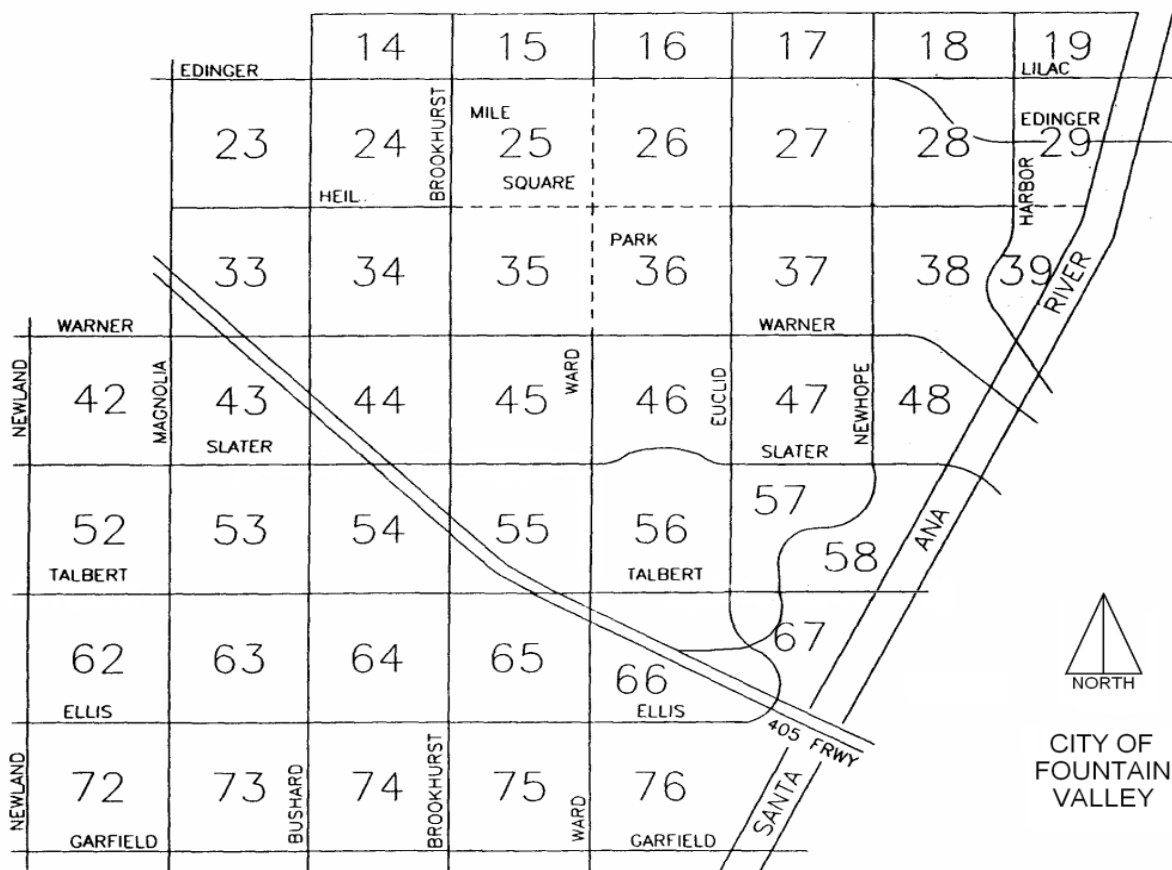 14 15 16 17 18 19
EDINGER
LILAC
BROOKHURST
MILE
EDINGER
23 24 25 26 27 28 29
SQUARE
HEIL.
HARBOR
PARK
33 34 35 36 37 38 39
RIVER
WARNER
WARNER
NEWLAND
MAGNOLIA
WARD
EUCLID
NEWHOPE
42 43 44 45 46 47 48
SLATER
SLATER
57
52 53 54 55 56
ANA
58
TALBERT
TALBERT
67
62 63 64 65
66
ELLIS
ELLIS
NORTH
405 FRWY
CITY OF
FOUNTAIN
VALLEY
NEWLAND
BUSHARD
BROOKHURST
WARD
72 73 74 75 76
SANTA
GARFIELD
GARFIELD